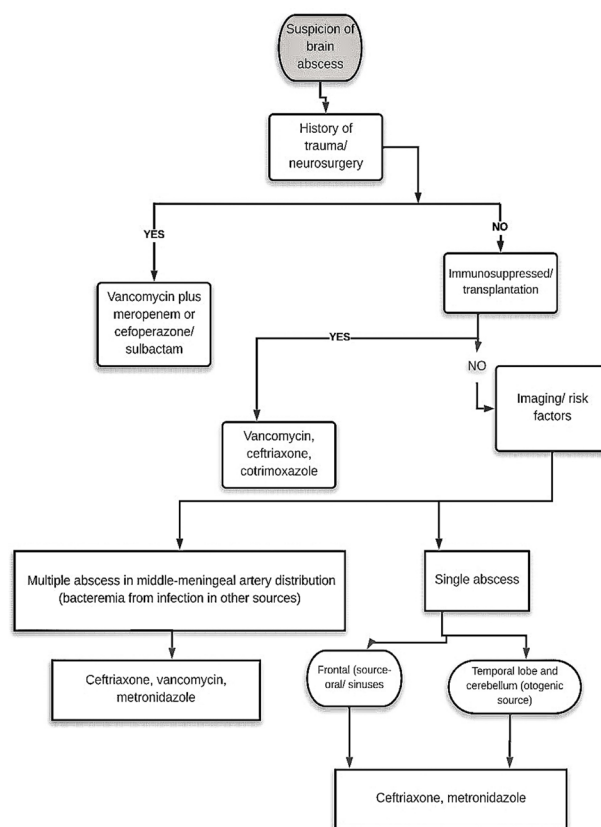 Suspicion of
brain
abscess
History of
trauma/
neurosurgery
YES
NO
Vancomycin plus
meropenem or
cefoperazone/
sulbactam
Immunosuppressed/
transplantation
YES
NO
Imaging/ risk
factors
Vancomycin,
ceftriaxone,
cotrimoxazole
Multiple abscess in middle-meningeal artery distribution
(bacteremia from infection in other sources)
Single abscess
Ceftriaxone, vancomycin,
metronidazole
Frontal (source-
oral/ sinuses
Temporal lobe and
cerebellum (otogenic
source)
Ceftriaxone, metronidazole